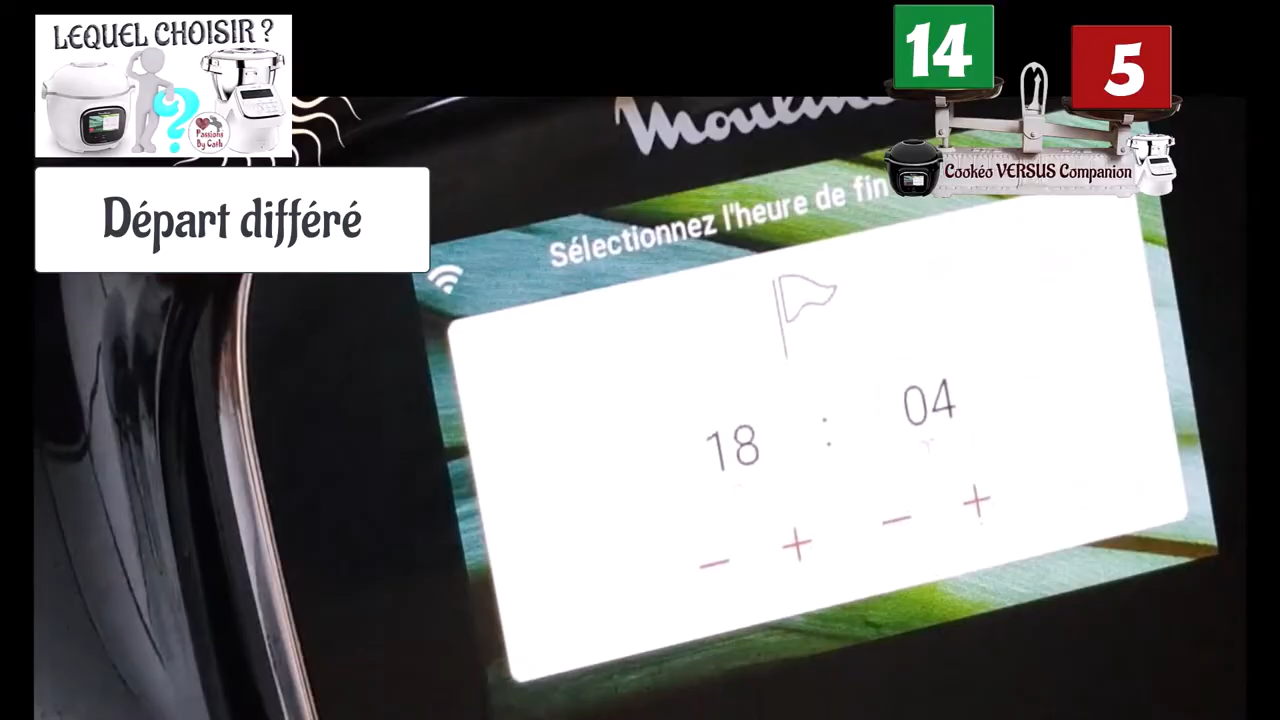 LEQUEL CHOISIR ?
Passions
By Cath
Départ différé
14
5
Cookéo VERSUS Companion
Sélectionnez l'heure de fin
18 : 04
- + - +